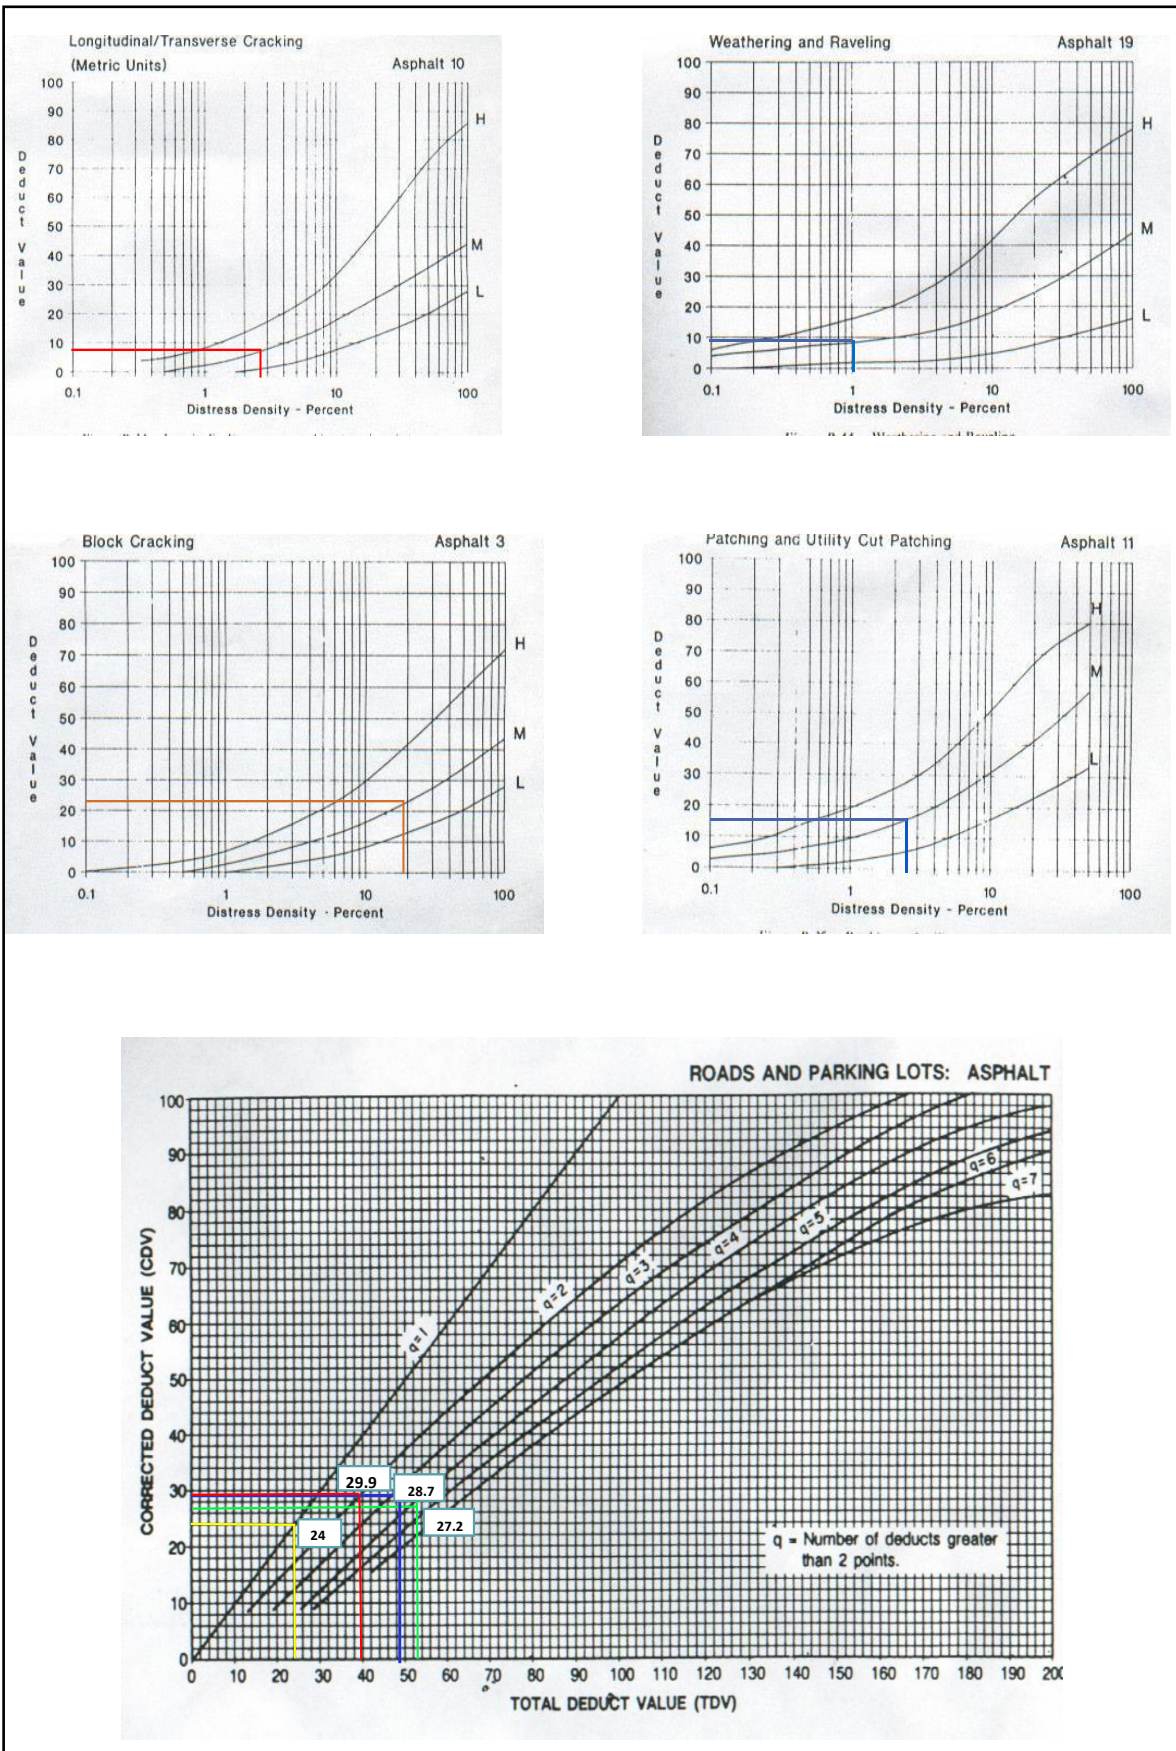 Longitudinal/Transverse Cracking
(Metric Units) Asphalt 10
100
90
80
70
60
50
40
30
20
10
0
Deduct Value
H
M
L
0.1 1 10 100
Distress Density - Percent
Weathering and Raveling Asphalt 19
100
90
80
70
60
50
40
30
20
10
0
Deduct Value
H
M
L
0.1 1 10 100
Distress Density - Percent
Weathering and Raveling
Block Cracking Asphalt 3
100
90
80
70
60
50
40
30
20
10
0
Deduct Value
H
M
L
0.1 1 10 100
Distress Density - Percent
Patching and Utility Cut Patching Asphalt 11
100
90
80
70
60
50
40
30
20
10
0
Deduct Value
H
M
L
0.1 1 10 100
Distress Density - Percent
ROADS AND PARKING LOTS: ASPHALT
100
90
80
70
60
50
40
30
20
10
0
CORRECTED DEDUCT VALUE (CDV)
q=1
q=2
q=3
q=4
q=5
q=6
q=7
29.9
28.7
24
27.2
q = Number of deducts greater
than 2 points.
0 10 20 30 40 50 60 70 80 90 100 110 120 130 140 150 160 170 180 190 200
TOTAL DEDUCT VALUE (TDV)